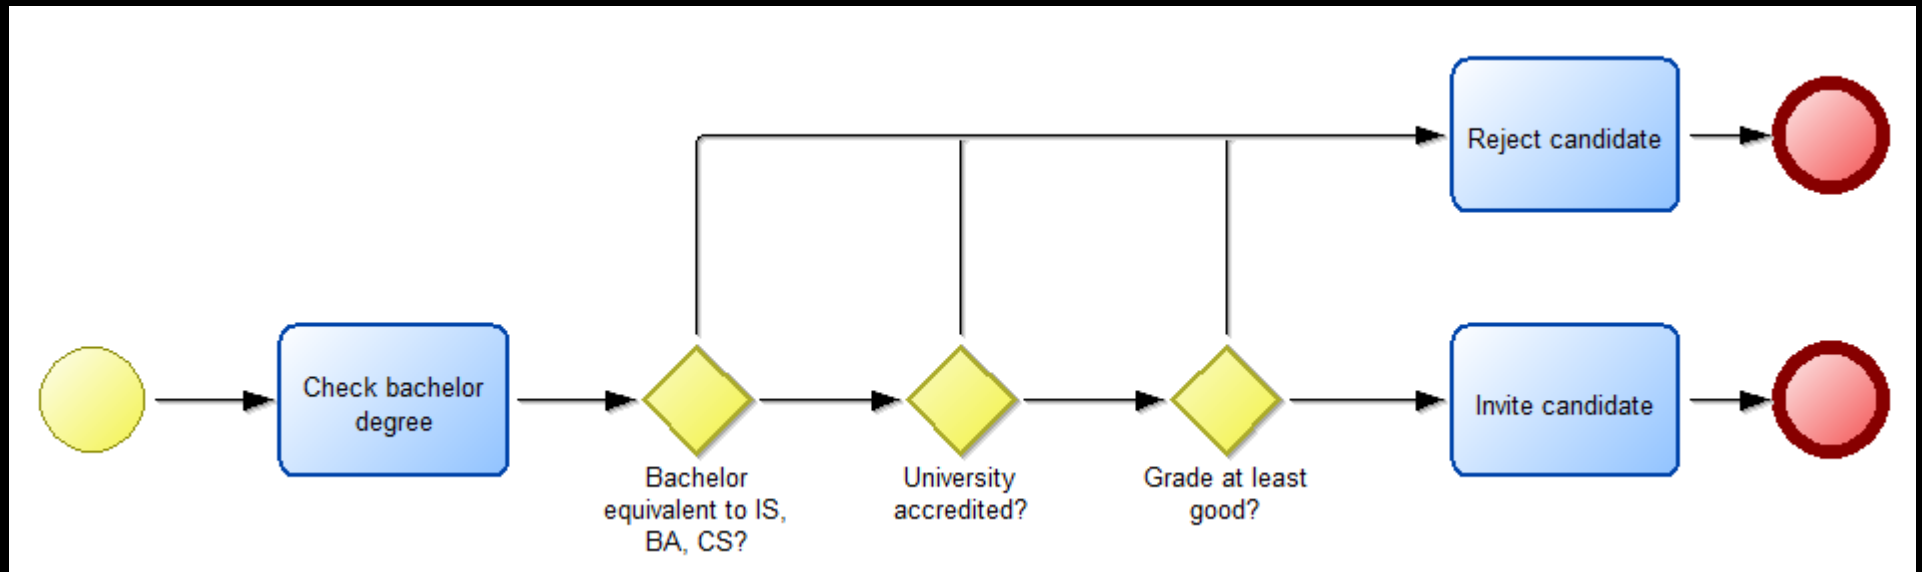 Reject candidate
Check bachelor
degree
Invite candidate
Bachelor
equivalent to IS,
BA, CS?
University
accredited?
Grade at least
good?